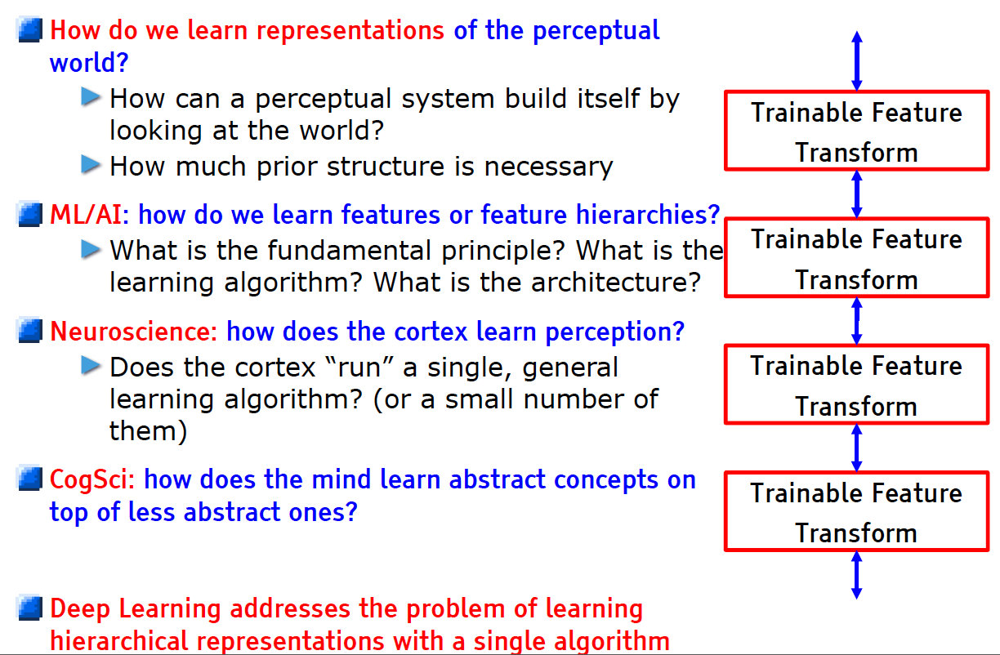 How do we learn representations of the perceptual
world?
How can a perceptual system build itself by
looking at the world?
How much prior structure is necessary
ML/AI: how do we learn features or feature hierarchies?
What is the fundamental principle? What is the
learning algorithm? What is the architecture?
Neuroscience: how does the cortex learn perception?
Does the cortex “run” a single, general
learning algorithm? (or a small number of
them)
CogSci: how does the mind learn abstract concepts on
top of less abstract ones?
Deep Learning addresses the problem of learning
hierarchical representations with a single algorithm
Trainable Feature
Transform
Trainable Feature
Transform
Trainable Feature
Transform
Trainable Feature
Transform